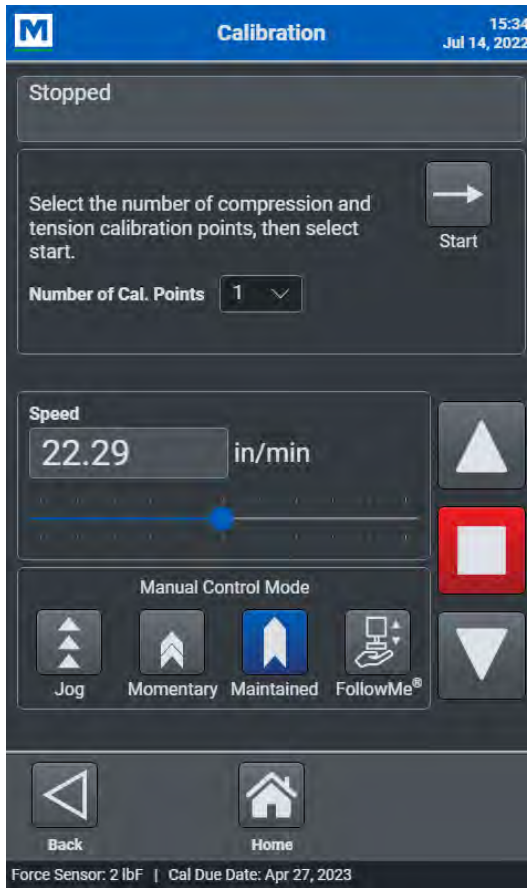 M
Calibration
15:34
Jul 14, 2022
Stopped
Select the number of compression and
tension calibration points, then select
start.
Start
Number of Cal. Points
1
Speed
22.29
in/min
Manual Control Mode
Jog
Momentary
Maintained
FollowMe®
Back
Home
Force Sensor: 2 lbF | Cal Due Date: Apr 27, 2023